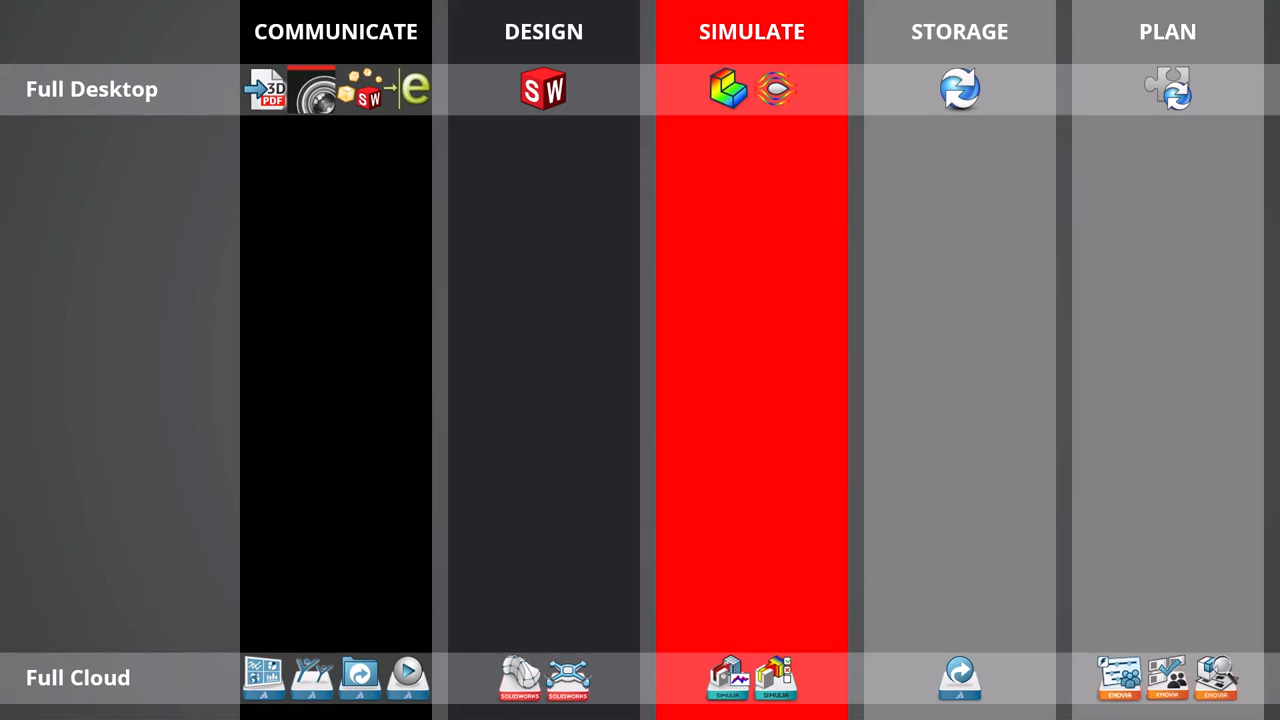 COMMUNICATE DESIGN SIMULATE STORAGE PLAN
Full Desktop 3D PDF SW e SW
Full Cloud SOLIDWORKS SOLIDWORKS SIMULIA SIMULIA ENOVIA ENOVIA ENOVIA